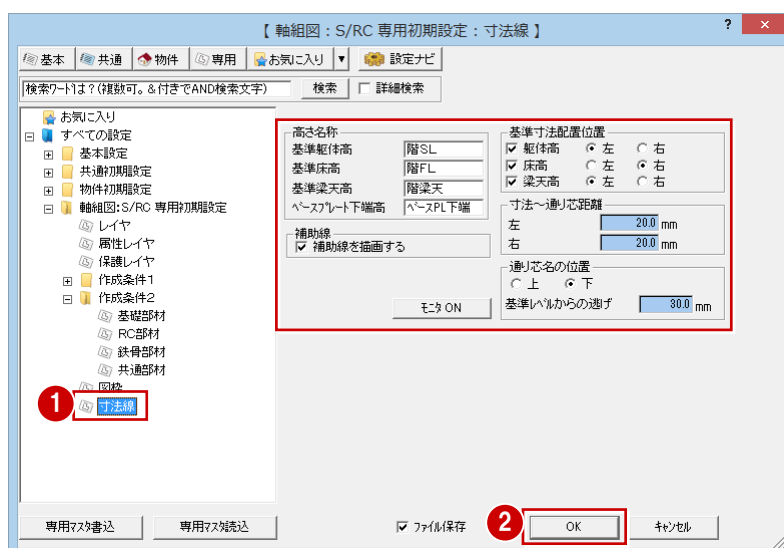 【 軸組図：S/RC 専用初期設定：寸法線 】 ? ×
基本 共通 物件 専用 お気に入り ▼ 設定ナビ
検索ワードは？(複数可。&付きでAND検索文字) 検索 詳細検索
お気に入り
すべての設定
基本設定
共通初期設定
物件初期設定
軸組図:S/RC 専用初期設定
レイヤ
属性レイヤ
保護レイヤ
作成条件1
作成条件2
基礎部材
RC部材
鉄骨部材
共通部材
図枠
1 寸法線
高さ名称
基準躯体高 階SL
基準床高 階FL
基準梁天高 階梁天
ベースプレート下端高 ベースPL下端
補助線
補助線を描画する
モニタ ON
基準寸法配置位置
躯体高 左 右
床高 左 右
梁天高 左 右
寸法～通り芯距離
左 20.0 mm
右 20.0 mm
通り芯名の位置
上 下
基準レベルからの逃げ 30.0 mm
専用マスタ書込 専用マスタ読込 ファイル保存 2 OK キャンセル